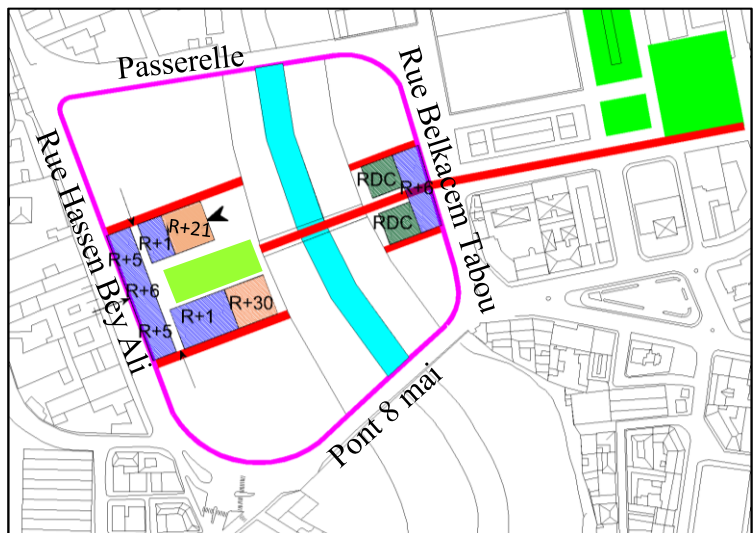 Passerelle
Rue Belkacem Tabou
Rue Hassen Bey Ali
RDC
R+6
RDC
R+21
R+1
R+5
R+6
R+30
R+1
R+5
Pont 8 mai